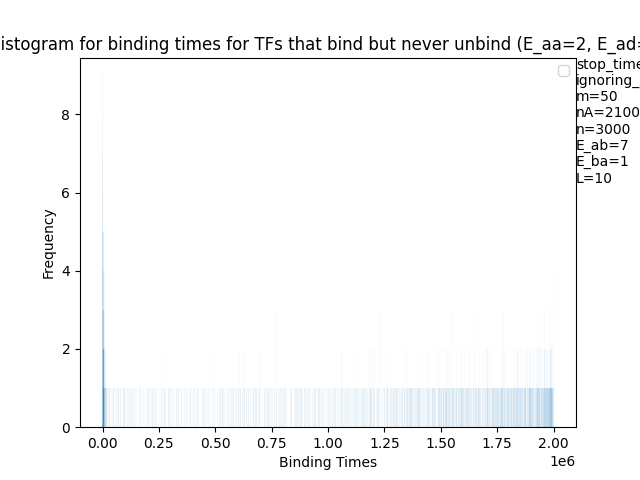 istogram for binding times for TFs that bind but never unbind (E_aa=2, E_ad=
stop_time
ignoring_
m=50
nA=2100
n=3000
E_ab=7
E_ba=1
L=10
Frequency
8
6
4
2
0
0.00 0.25 0.50 0.75 1.00 1.25 1.50 1.75 2.00
1e6
Binding Times